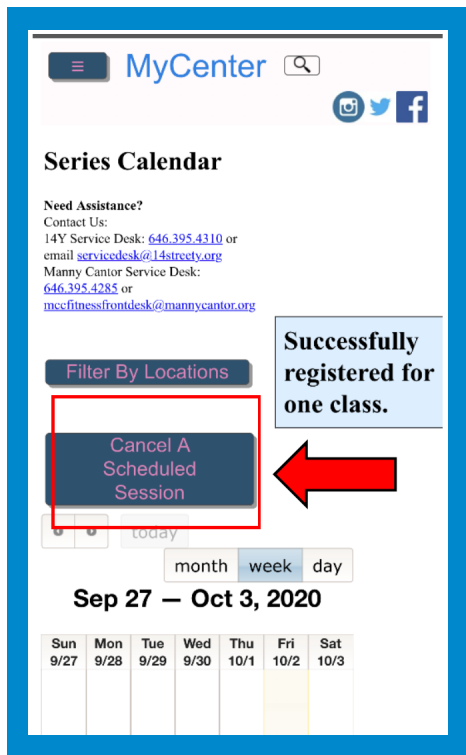 MyCenter
Series Calendar
Need Assistance?
Contact Us:
14Y Service Desk: 646.395.4310 or
email servicedesk@14streety.org
Manny Cantor Service Desk:
646.395.4285 or
mccfitnessfrontdesk@mannycantor.org
Successfully
registered for
one class.
Filter By Locations
Cancel A
Scheduled
Session
today
month week day
Sep 27 — Oct 3, 2020
Sun Mon Tue Wed Thu Fri Sat
9/27 9/28 9/29 9/30 10/1 10/2 10/3